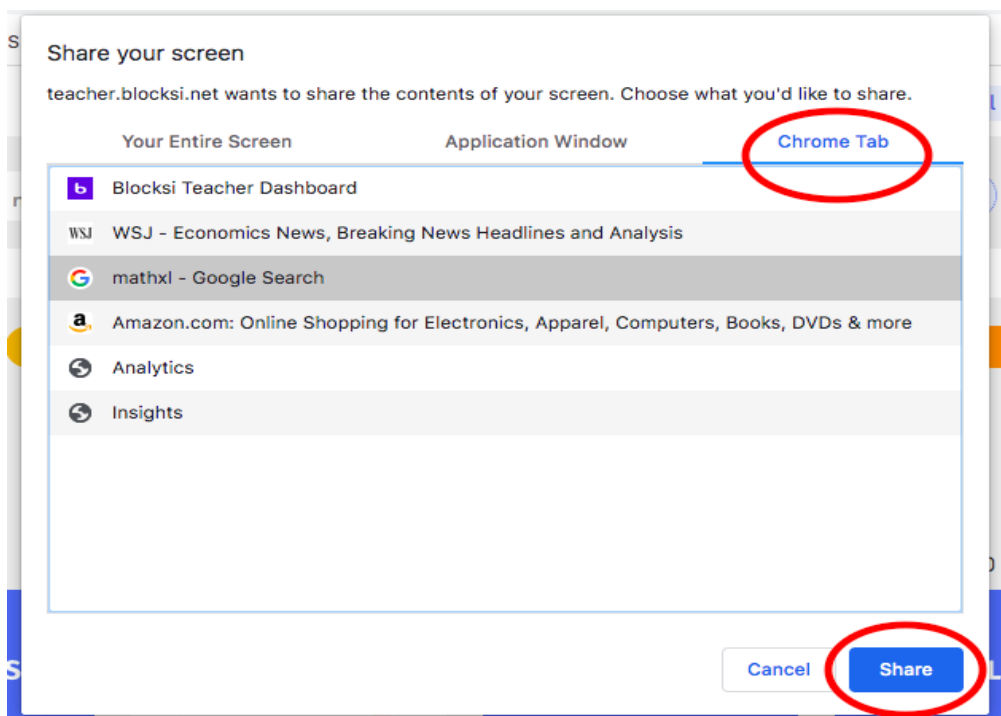 Share your screen
teacher.blocksi.net wants to share the contents of your screen. Choose what you'd like to share.
Your Entire Screen Application Window Chrome Tab
Blocksi Teacher Dashboard
WSJ WSJ - Economics News, Breaking News Headlines and Analysis
mathxl - Google Search
Amazon.com: Online Shopping for Electronics, Apparel, Computers, Books, DVDs & more
Analytics
Insights
Cancel Share